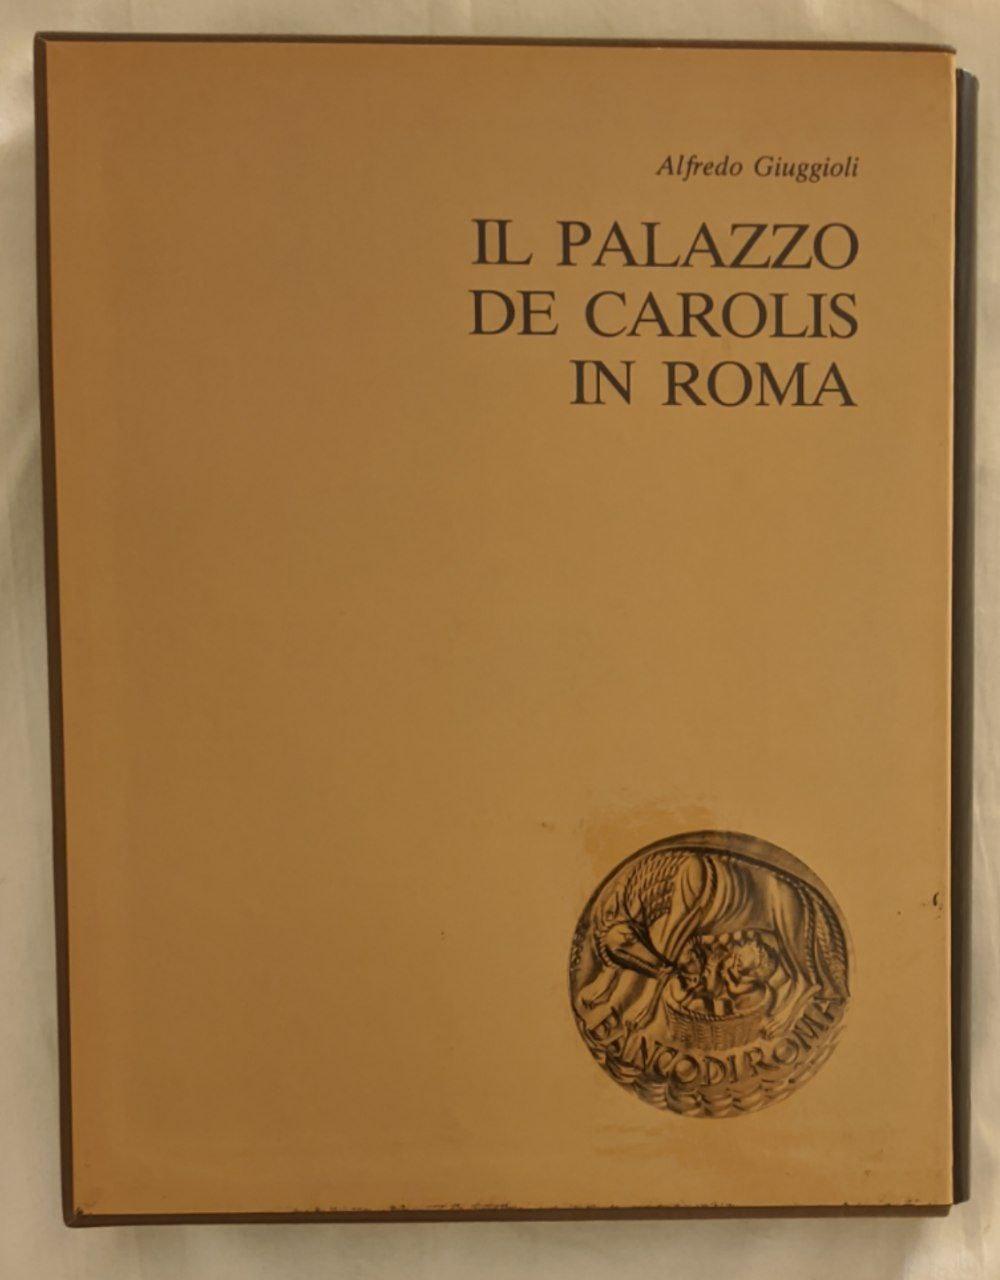 Alfredo Giuggioli
IL PALAZZO
DE CAROLIS
IN ROMA
BANCO DI ROMA